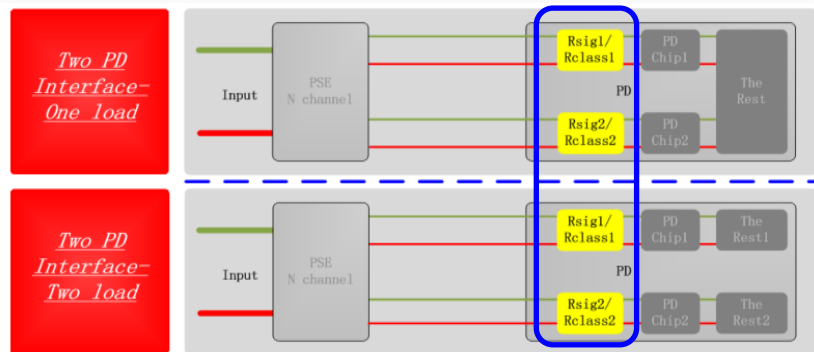 Two PD
Interface-
One load
Input
PSE
N channel
Rsig1/
Rclass1
PD
Chip1
The
Rest
PD
Rsig2/
Rclass2
PD
Chip2
Two PD
Interface-
Two load
Input
PSE
N channel
Rsig1/
Rclass1
PD
Chip1
The
Rest1
PD
Rsig2/
Rclass2
PD
Chip2
The
Rest2